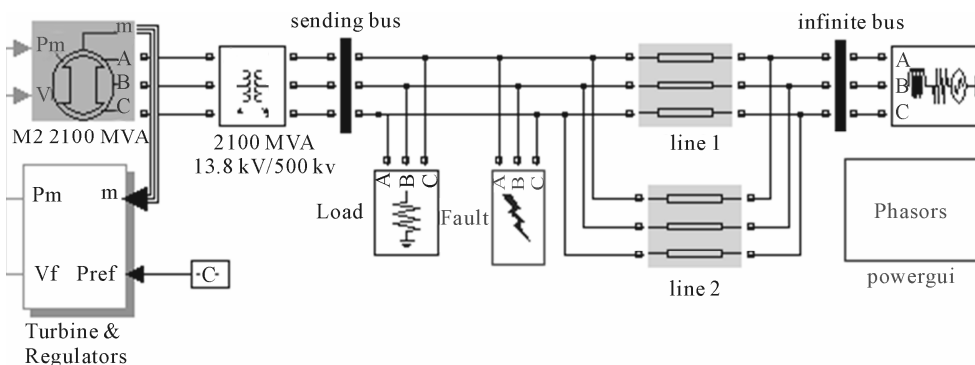 sending bus
infinite bus
m
Pm
A
B
C
Vf
M2 2100 MVA
2100 MVA
13.8 kV/500 kv
A
B
C
line 1
Pm
m
Vf
Pref
-C-
Turbine &
Regulators
A
B
C
Load
A
B
C
Fault
line 2
Phasors
powergui